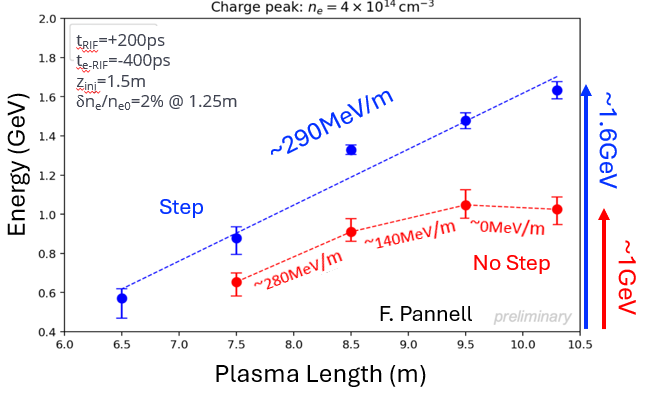 Charge peak: nₑ = 4 × 10¹⁴ cm⁻³
t_RIF=+200ps
t_e-RIF=-400ps
z_inj=1.5m
δnₑ/nₑ₀=2% @ 1.25m
Energy (GeV)
2.0
1.8
1.6
1.4
1.2
1.0
0.8
0.6
0.4
~290MeV/m
Step
~280MeV/m
~140MeV/m
~0MeV/m
No Step
F. Pannell
preliminary
~1.6GeV
~1GeV
6.0 6.5 7.0 7.5 8.0 8.5 9.0 9.5 10.0 10.5
Plasma Length (m)